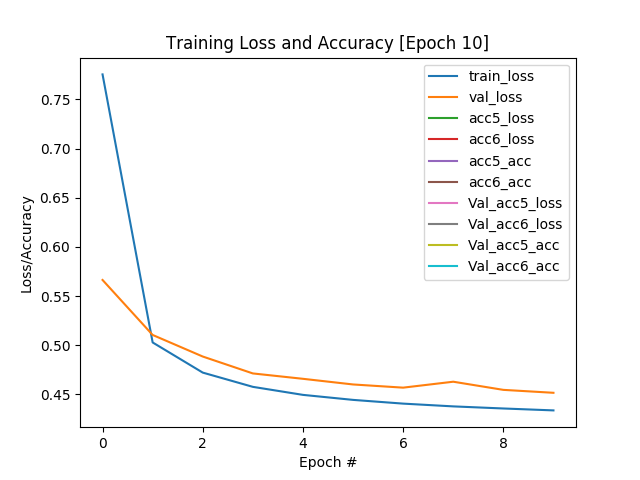 Training Loss and Accuracy [Epoch 10]
train_loss
val_loss
acc5_loss
acc6_loss
acc5_acc
acc6_acc
Val_acc5_loss
Val_acc6_loss
Val_acc5_acc
Val_acc6_acc
Loss/Accuracy
0.75
0.70
0.65
0.60
0.55
0.50
0.45
0 2 4 6 8
Epoch #